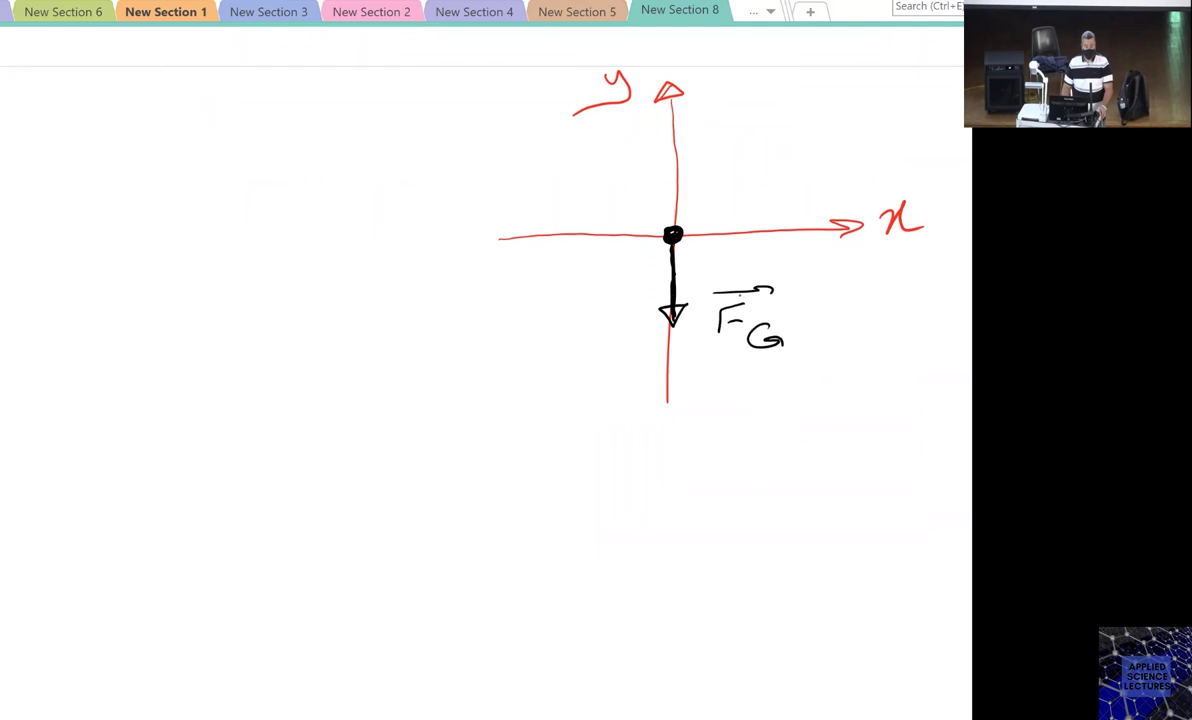 New Section 6 New Section 1 New Section 3 New Section 2 New Section 4 New Section 5 New Section 8 ... + Search (Ctrl+E
y
x
F⃗_G
APPLIED
SCIENCE
LECTURES